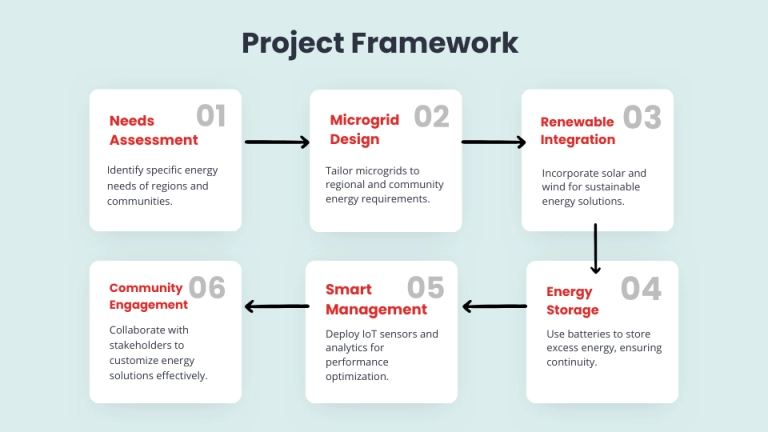 Project Framework
01
Needs
Assessment
Identify specific energy
needs of regions and
communities.
02
Microgrid
Design
Tailor microgrids to
regional and community
energy requirements.
03
Renewable
Integration
Incorporate solar and
wind for sustainable
energy solutions.
04
Energy
Storage
Use batteries to store
excess energy, ensuring
continuity.
05
Smart
Management
Deploy IoT sensors and
analytics for
performance
optimization.
06
Community
Engagement
Collaborate with
stakeholders to
customize energy
solutions effectively.